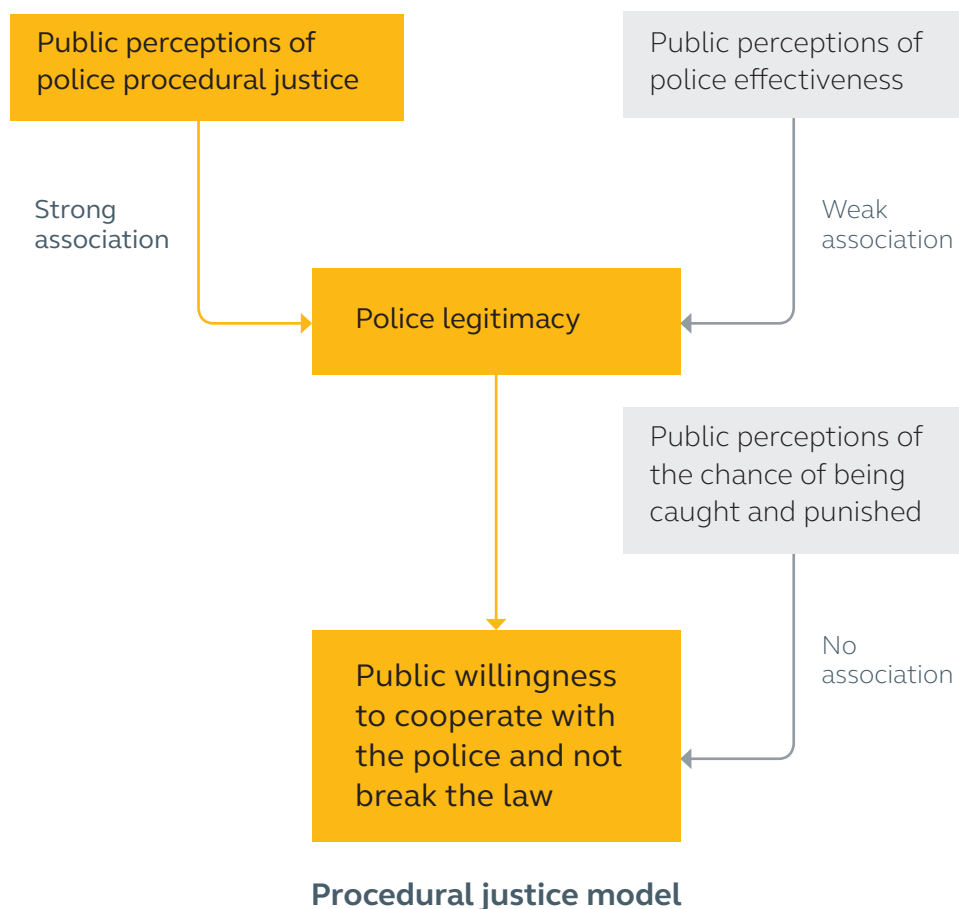 Public perceptions of
police procedural justice
Public perceptions of
police effectiveness
Strong
association
Weak
association
Police legitimacy
Public perceptions of
the chance of being
caught and punished
No
association
Public willingness
to cooperate with
the police and not
break the law
Procedural justice model